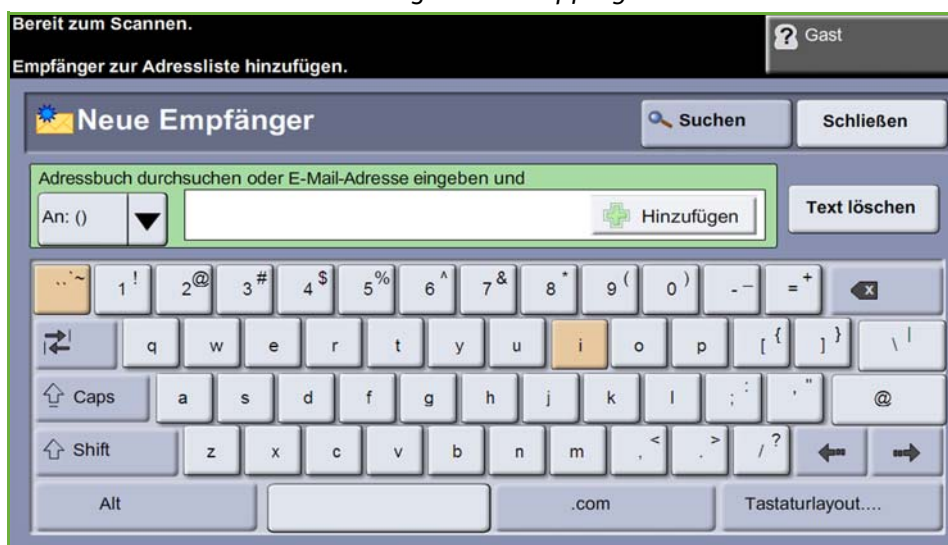 Bereit zum Scannen.
Gast
Empfänger zur Adressliste hinzufügen.
Neue Empfänger
Suchen
Schließen
Adressbuch durchsuchen oder E-Mail-Adresse eingeben und
An: ()
Hinzufügen
Text löschen
1 ! 2 @ 3 # 4 $ 5 % 6 ^ 7 & 8 * 9 ( 0 ) - _ = +
q w e r t y u i o p [ { ] } \ |
Caps a s d f g h j k l ; : ' " @
Shift z x c v b n m , < . > / ?
Alt .com Tastaturlayout....